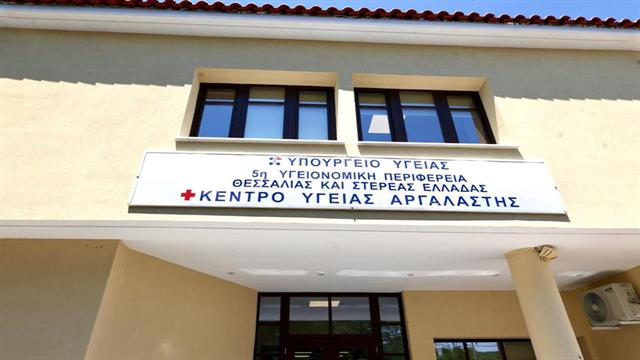 ΥΠΟΥΡΓΕΙΟ ΥΓΕΙΑΣ
5η ΥΓΕΙΟΝΟΜΙΚΗ ΠΕΡΙΦΕΡΕΙΑ
ΘΕΣΣΑΛΙΑΣ ΚΑΙ ΣΤΕΡΕΑΣ ΕΛΛΑΔΑΣ
ΚΕΝΤΡΟ ΥΓΕΙΑΣ ΑΡΓΑΛΑΣΤΗΣ